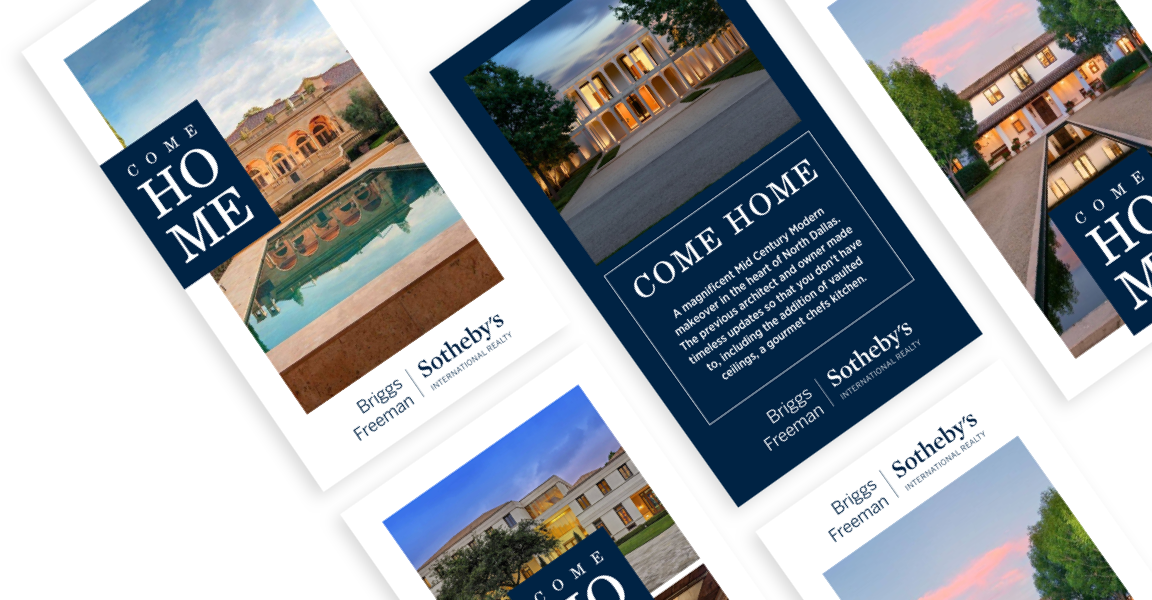 COME
HO
ME
Briggs
Freeman
Sotheby's
INTERNATIONAL REALTY
COME HOME
A magnificent Mid Century Modern
makeover in the heart of North Dallas.
The previous architect and owner made
timeless updates so that you don't have
to, including the addition of vaulted
ceilings, a gourmet chefs kitchen.
Briggs
Freeman
Sotheby's
INTERNATIONAL REALTY
COME
HO
M
COME
HO
Briggs
Freeman
Sotheby's
INTERNATIONAL REALTY